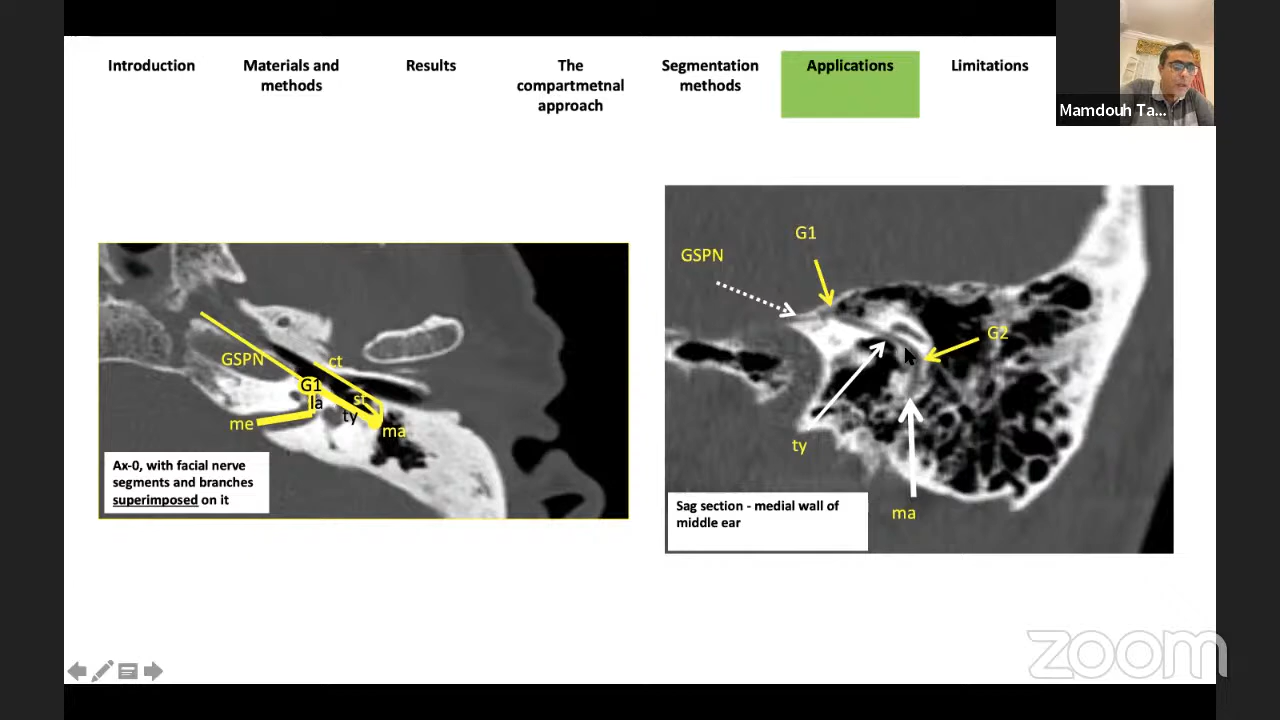 Introduction
Materials and
methods
Results
The
compartmetnal
approach
Segmentation
methods
Applications
Limitations
Mamdouh Ta...
GSPN
ct
G1
la
st
ty
me
ma
Ax-0, with facial nerve
segments and branches
superimposed on it
G1
GSPN
G2
ty
ma
Sag section - medial wall of
middle ear
zoom